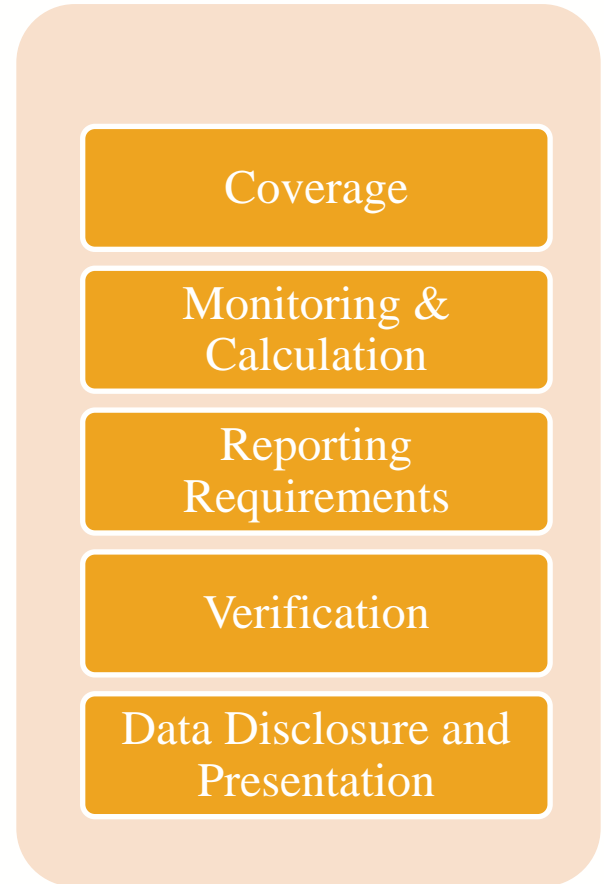 Coverage
Monitoring &
Calculation
Reporting
Requirements
Verification
Data Disclosure and
Presentation